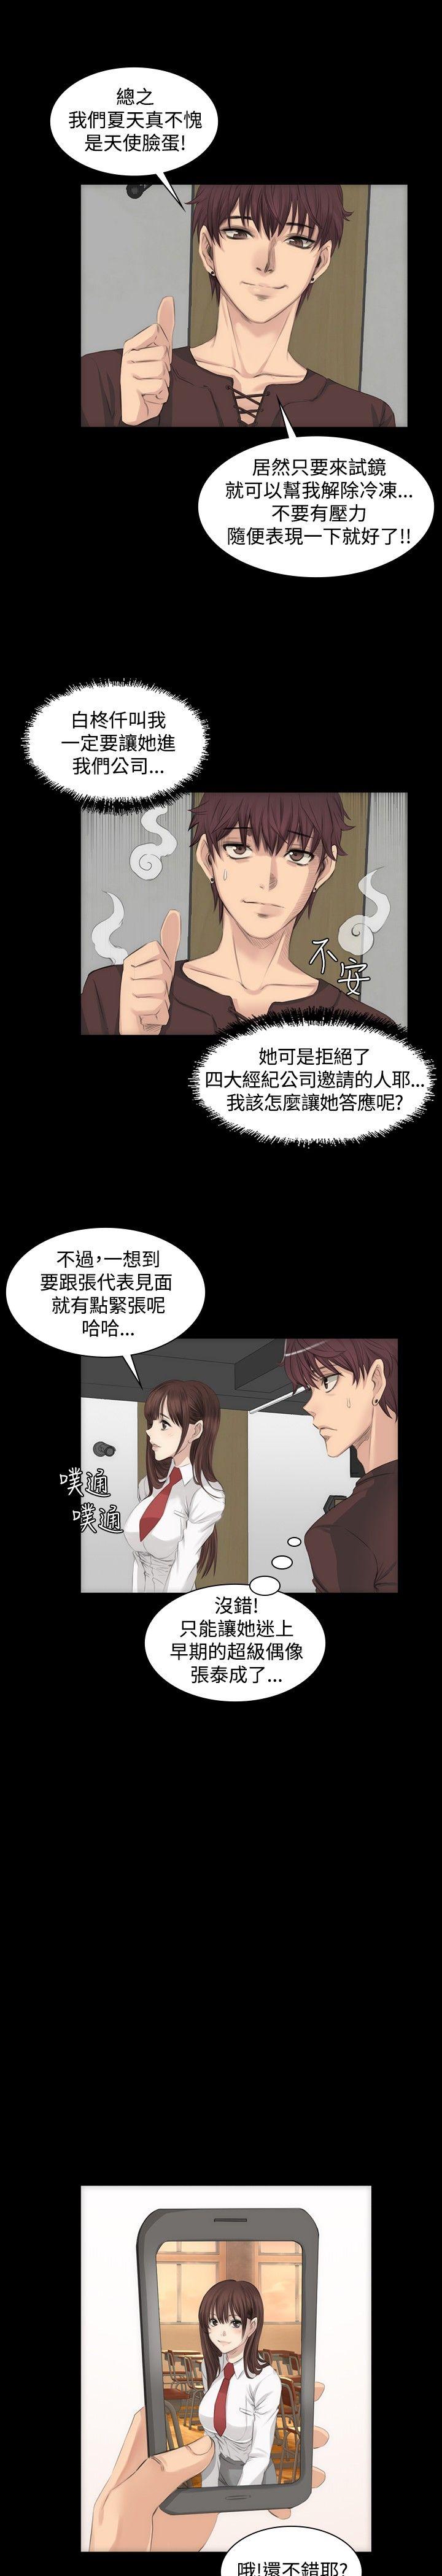 總之
我們夏天真不愧
是天使臉蛋!
居然只要來試鏡
就可以幫我解除冷凍...
不要有壓力
隨便表現一下就好了!!
白柊仟叫我
一定要讓她進
我們公司...
不安
她可是拒絕了
四大經紀公司邀請的人耶...
我該怎麼讓她答應呢?
不過,一想到
要跟張代表見面
就有點緊張呢
哈哈...
噗通
噗通
沒錯!
只能讓她迷上
早期的超級偶像
張泰成了...
哦!還不錯耶?